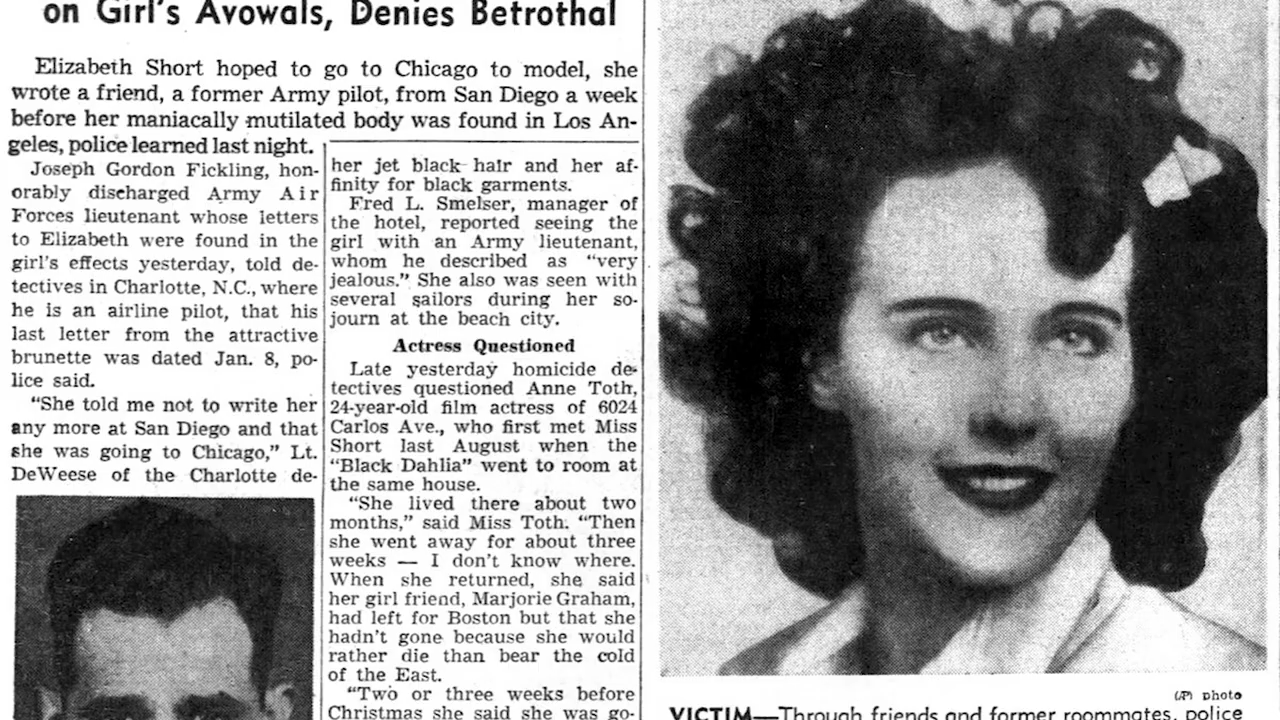 on Girl's Avowals, Denies Betrothal
Elizabeth Short hoped to go to Chicago to model, she
wrote a friend, a former Army pilot, from San Diego a week
before her maniacally mutilated body was found in Los An-
geles, police learned last night.
Joseph Gordon Fickling, hon-
orably discharged Army Air
Forces lieutenant whose letters
to Elizabeth were found in the
girl's effects yesterday, told de-
tectives in Charlotte, N.C., where
he is an airline pilot, that his
last letter from the attractive
brunette was dated Jan. 8, po-
lice said.
"She told me not to write her
any more at San Diego and that
she was going to Chicago," Lt.
DeWeese of the Charlotte de-
her jet black hair and her af-
finity for black garments.
Fred L. Smelser, manager of
the hotel, reported seeing the
girl with an Army lieutenant,
whom he described as "very
jealous." She also was seen with
several sailors during her so-
journ at the beach city.
Actress Questioned
Late yesterday homicide de-
tectives questioned Anne Toth,
24-year-old film actress of 6024
Carlos Ave., who first met Miss
Short last August when the
"Black Dahlia" went to room at
the same house.
"She lived there about two
months," said Miss Toth. "Then
she went away for about three
weeks — I don't know where.
When she returned, she said
her girl friend, Marjorie Graham,
had left for Boston but that she
hadn't gone because she would
rather die than bear the cold
of the East.
"Two or three weeks before
Christmas she said she was go-
(AP) photo
VICTIM—Through friends and former roommates, police